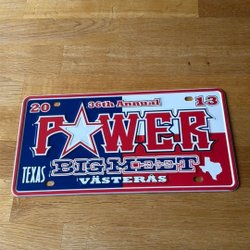 20 36th Annual 13
POWER
TEXAS BIG MEET
VÄSTERÅS